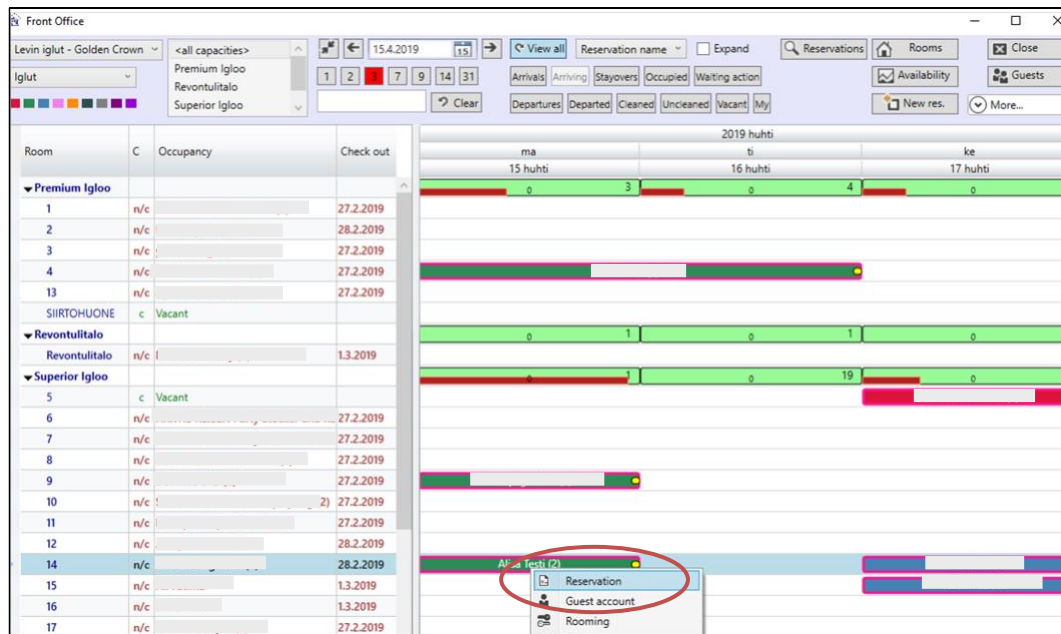 Front Office
Levin iglut - Golden Crown
<all capacities>
15.4.2019
15
View all
Reservation name
Expand
Reservations
Rooms
Close
Iglut
Premium Igloo
Revontulitalo
Superior Igloo
1 2 3 7 9 14 31
Arrivals Arriving Stayovers Occupied Waiting action
Availability
Guests
Clear
Departures Departed Cleaned Uncleaned Vacant My
New res.
More...
2019 huhti
Room C Occupancy Check out
ma ti ke
15 huhti 16 huhti 17 huhti
Premium Igloo 0 3 0 4 0
1 n/c 27.2.2019
2 n/c 28.2.2019
3 n/c 27.2.2019
4 n/c 27.2.2019
13 n/c 27.2.2019
SIIRTOHUONE c Vacant
Revontulitalo 0 1 0 1 0
Revontulitalo n/c 1.3.2019
Superior Igloo 0 1 0 19 0
5 c Vacant
6 n/c 27.2.2019
7 n/c 27.2.2019
8 n/c 27.2.2019
9 n/c 27.2.2019
10 n/c 2) 27.2.2019
11 n/c 27.2.2019
12 n/c 28.2.2019
14 n/c 28.2.2019 Testi (2)
15 n/c 1.3.2019
Reservation
16 n/c 1.3.2019
Guest account
17 n/c 27.2.2019
Rooming